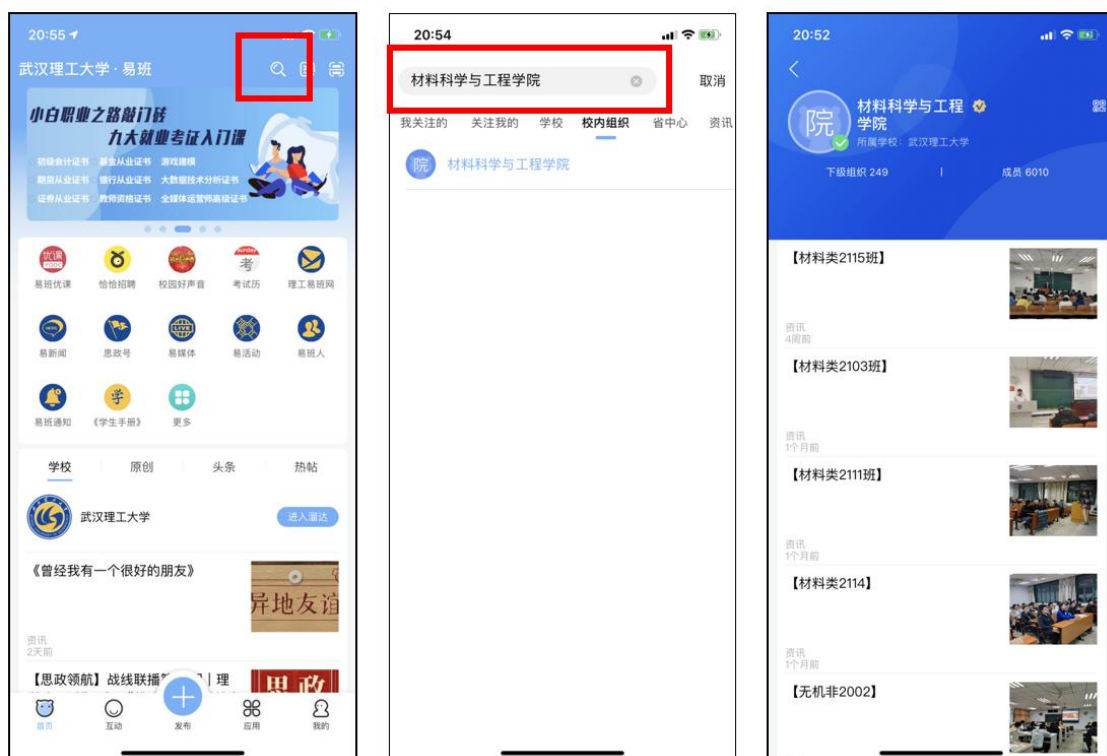 20:55
武汉理工大学·易班
小白职业之路敲门砖
九大就业考证入门课
初级会计证书 基金从业证书 游戏建模
期货从业证书 银行从业证书 大数据技术分析证书
证券从业证书 教师资格证书 全媒体运营师高级证书
优课
YOOC
Sunday
考
易班优课 恰恰招聘 校园好声音 考试历 理工易班网
NEWS
LIVE
易新闻 思政号 易媒体 易活动 易班人
学
易班通知 《学生手册》 更多
学校 原创 头条 热帖
武汉理工大学 进入溜达
《曾经我有一个很好的朋友》
异地友谊
资讯
2天前
【思政领航】战线联播
理
思政
首页 互动 发布 应用 我的
20:54
材料科学与工程学院 取消
我关注的 关注我的 学校 校内组织 省中心 资讯
院 材料科学与工程学院
20:52
院
材料科学与工程
学院
所属学校：武汉理工大学
下级组织 249 | 成员 6010
【材料类2115班】
资讯
4周前
【材料类2103班】
资讯
1个月前
【材料类2111班】
资讯
1个月前
【材料类2114】
资讯
1个月前
【无机非2002】